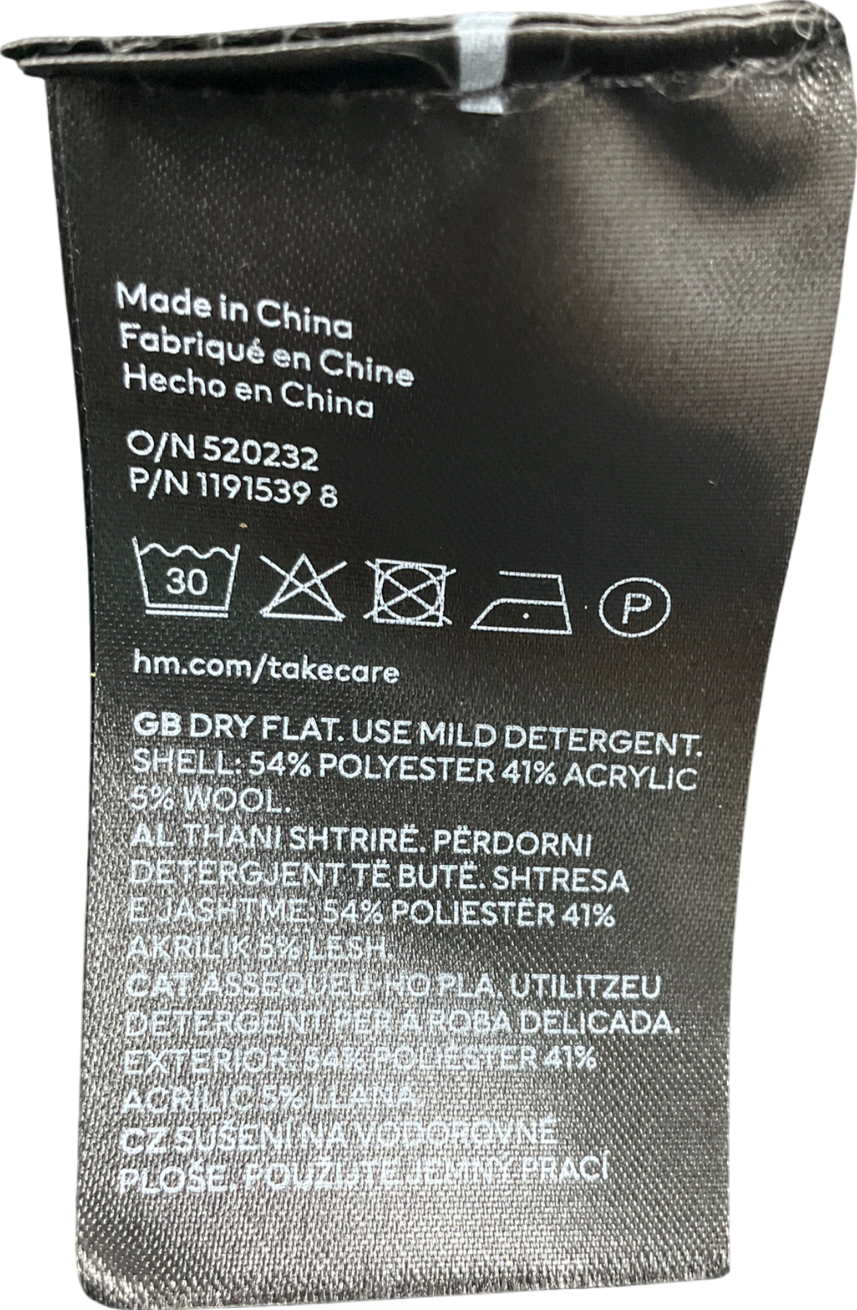 Made in China
Fabriqué en Chine
Hecho en China
O/N 520232
P/N 1191539 8
30
P
hm.com/takecare
GB DRY FLAT. USE MILD DETERGENT.
SHELL: 54% POLYESTER 41% ACRYLIC
5% WOOL.
AL THANI SHTRIRË. PËRDORNI
DETERGJENT TË BUTË. SHTRESA
E JASHTME: 54% POLIESTËR 41%
AKRILIK 5% LESH.
CAT ASSEQUEU-HO PLA. UTILITZEU
DETERGENT PER A ROBA DELICADA.
EXTERIOR: 54% POLIÈSTER 41%
ACRÍLIC 5% LLANA.
CZ SUŠENÍ NA VODOROVNÉ
PLOŠE. POUŽIJTE JEMNÝ PRACÍ